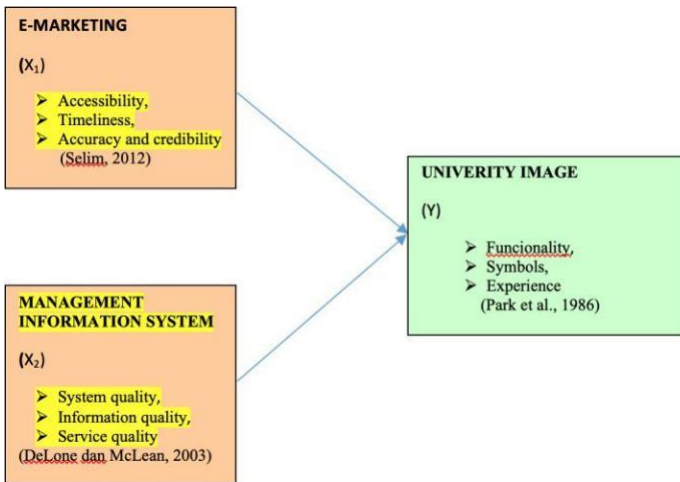 E-MARKETING
(X₁)
➤ Accessibility,
➤ Timeliness,
➤ Accuracy and credibility
(Selim, 2012)
MANAGEMENT
INFORMATION SYSTEM
(X₂)
➤ System quality,
➤ Information quality,
➤ Service quality
(DeLone dan McLean, 2003)
UNIVERITY IMAGE
(Y)
➤ Funcionality,
➤ Symbols,
➤ Experience
(Park et al., 1986)